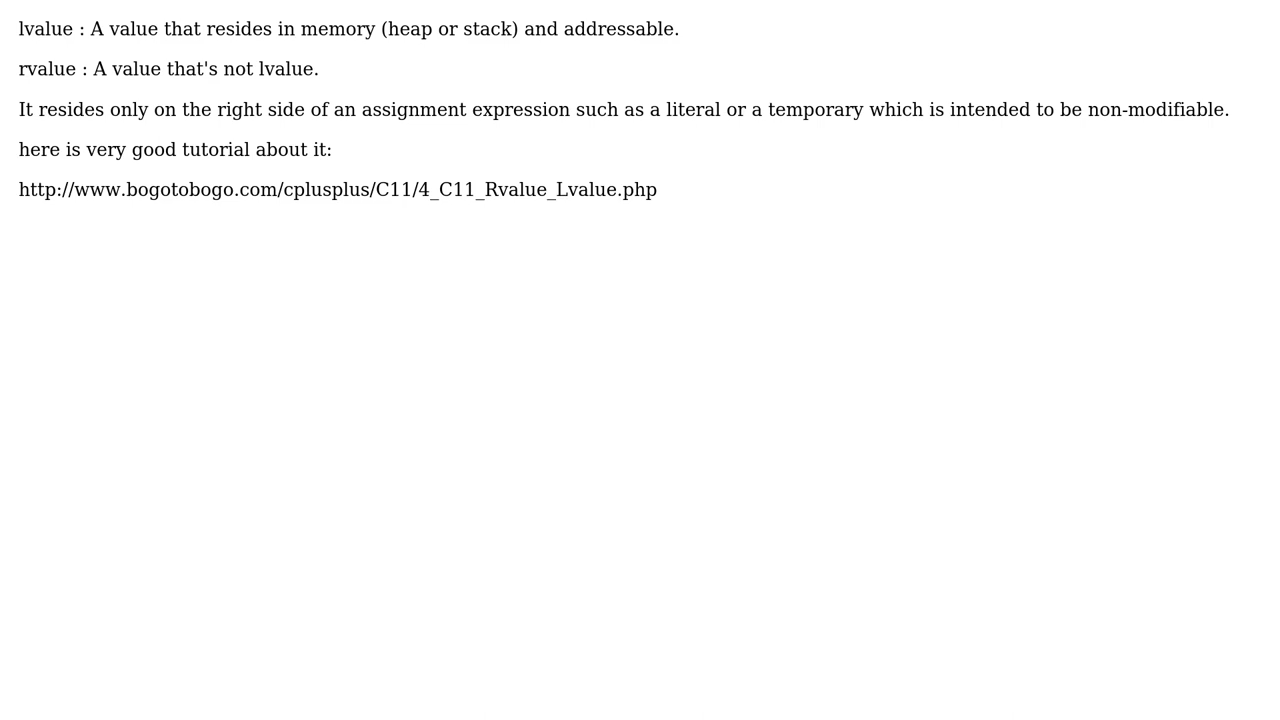 lvalue : A value that resides in memory (heap or stack) and addressable.
rvalue : A value that's not lvalue.
It resides only on the right side of an assignment expression such as a literal or a temporary which is intended to be non-modifiable.
here is very good tutorial about it:
http://www.bogotobogo.com/cplusplus/C11/4_C11_Rvalue_Lvalue.php